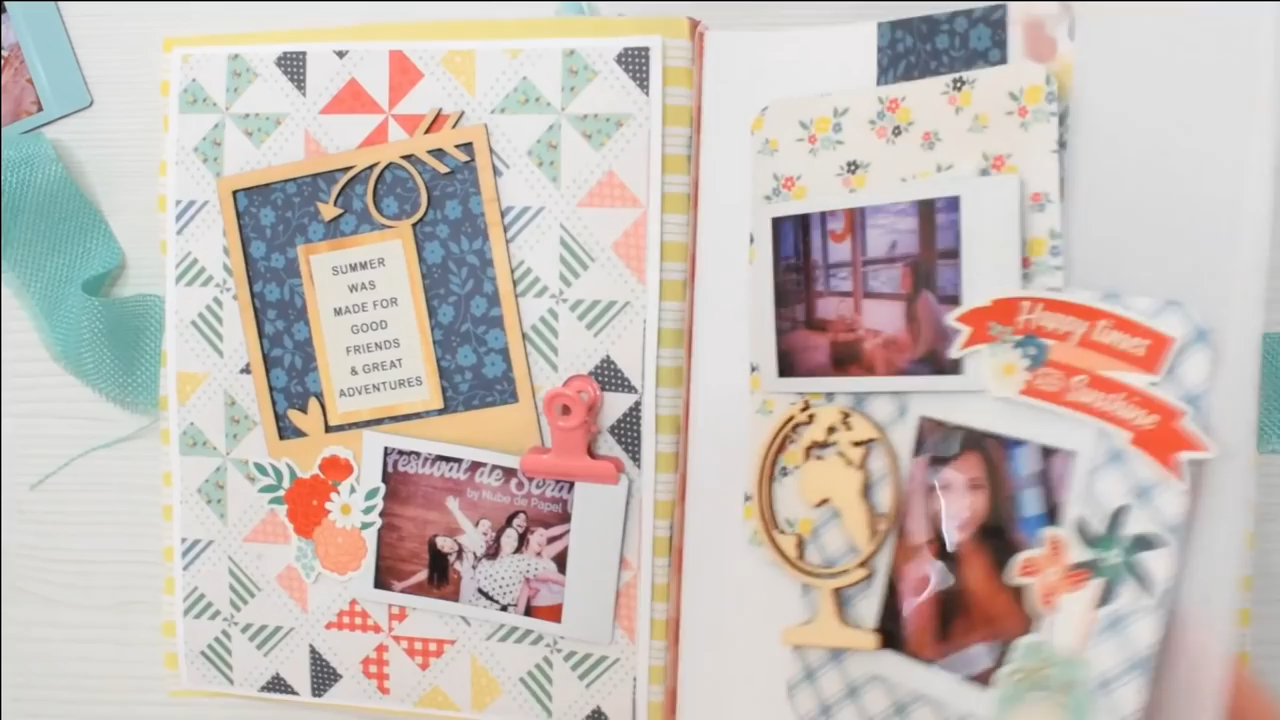 SUMMER
WAS
MADE FOR
GOOD
FRIENDS
& GREAT
ADVENTURES
Festival de Scra
by Nube de Papel
Happy times
Sunshine